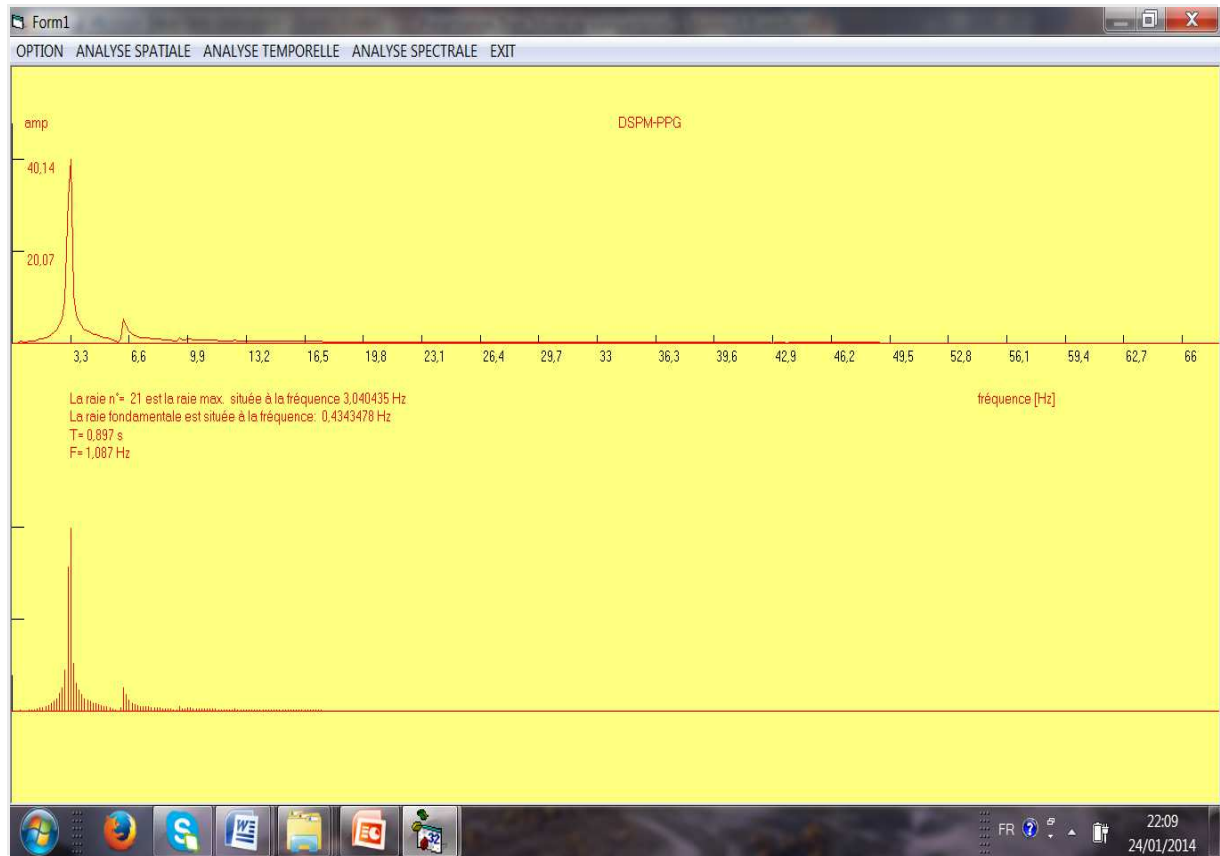 Form1
OPTION ANALYSE SPATIALE ANALYSE TEMPORELLE ANALYSE SPECTRALE EXIT
amp
DSPM-PPG
40,14
20,07
3,3 6,6 9,9 13,2 16,5 19,8 23,1 26,4 29,7 33 36,3 39,6 42,9 46,2 49,5 52,8 56,1 59,4 62,7 66
La raie n°= 21 est la raie max. située à la fréquence 3,040435 Hz
fréquence [Hz]
La raie fondamentale est située à la fréquence: 0,4343478 Hz
T= 0,897 s
F= 1,087 Hz
FR
22:09
24/01/2014